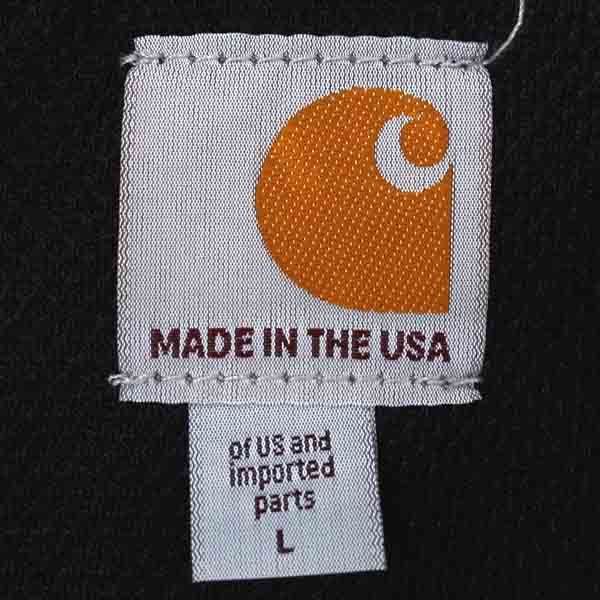 MADE IN THE USA
of US and
imported
parts
L